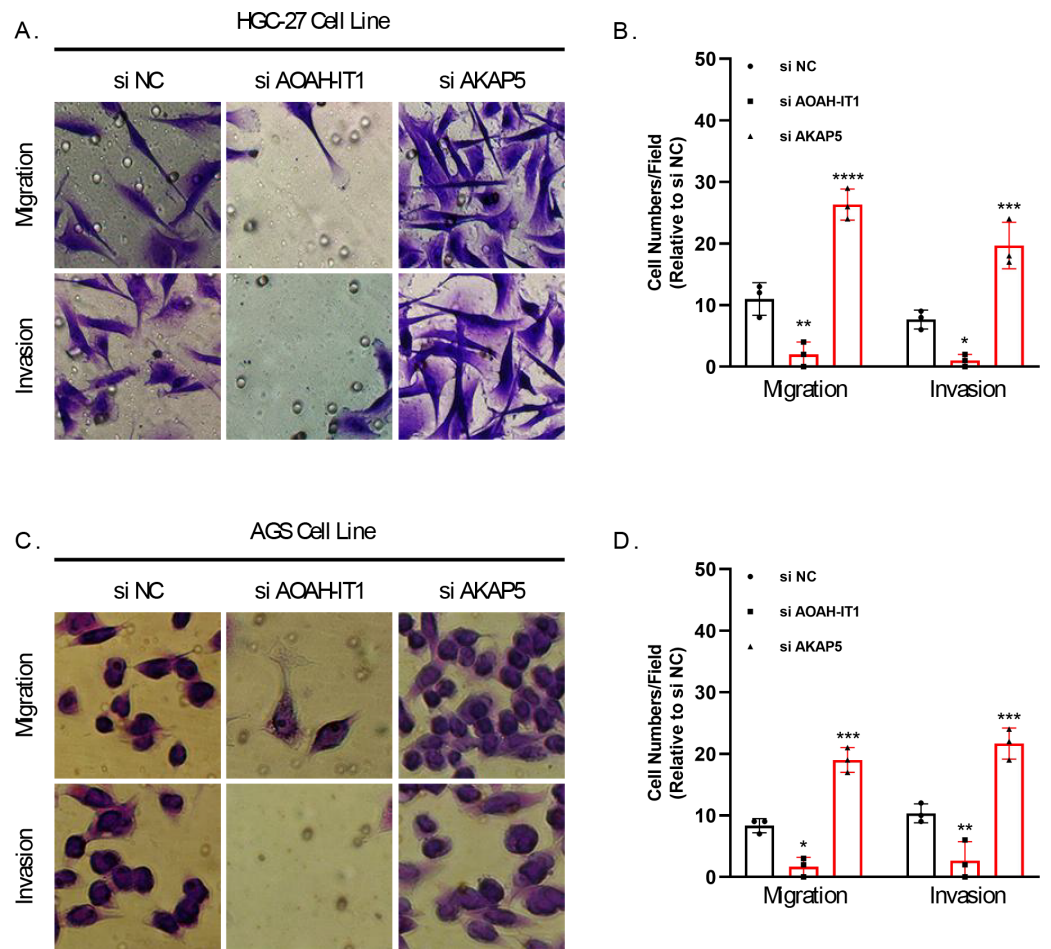 A.
HGC-27 Cell Line
si NC
si AOAH-IT1
si AKAP5
Migration
Invasion
B.
Cell Numbers/Field
(Relative to si NC)
50
40
30
20
10
0
si NC
si AOAH-IT1
si AKAP5
**
****
*
***
Migration
Invasion
C.
AGS Cell Line
si NC
si AOAH-IT1
si AKAP5
Migration
Invasion
D.
Cell Numbers/Field
(Relative to si NC)
50
40
30
20
10
0
si NC
si AOAH-IT1
si AKAP5
*
***
**
***
Migration
Invasion